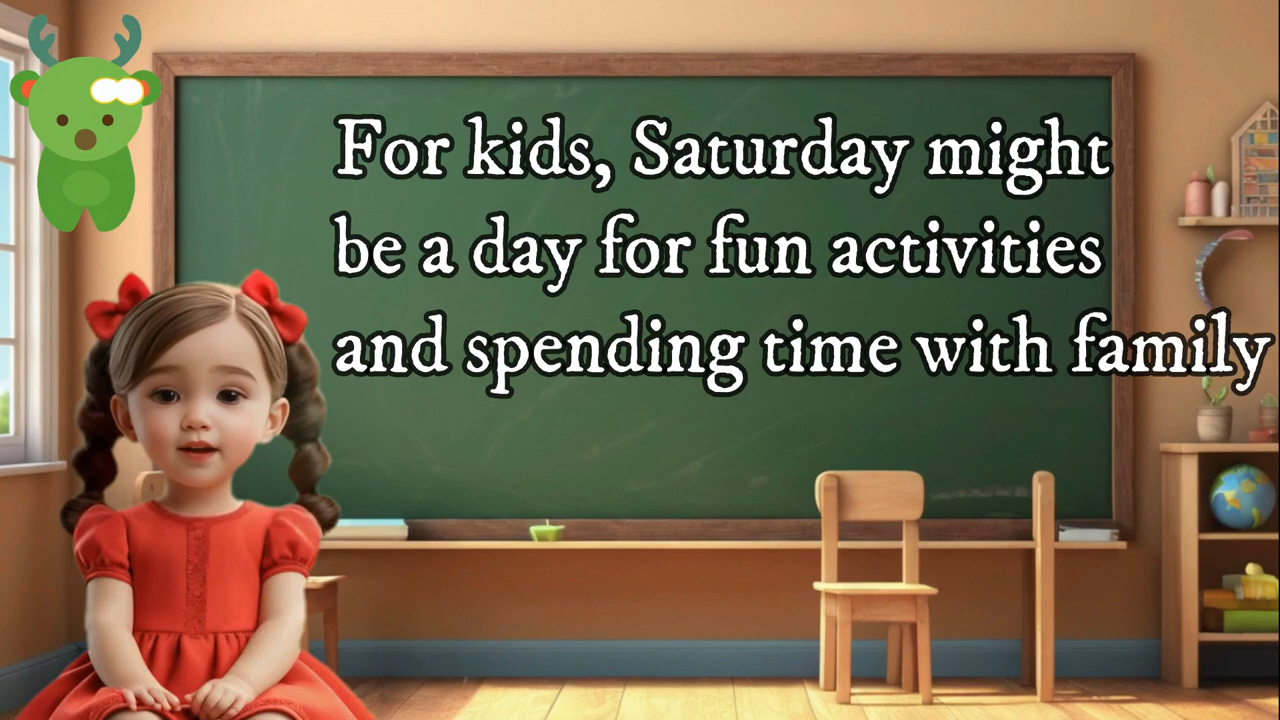 For kids, Saturday might
be a day for fun activities
and spending time with family